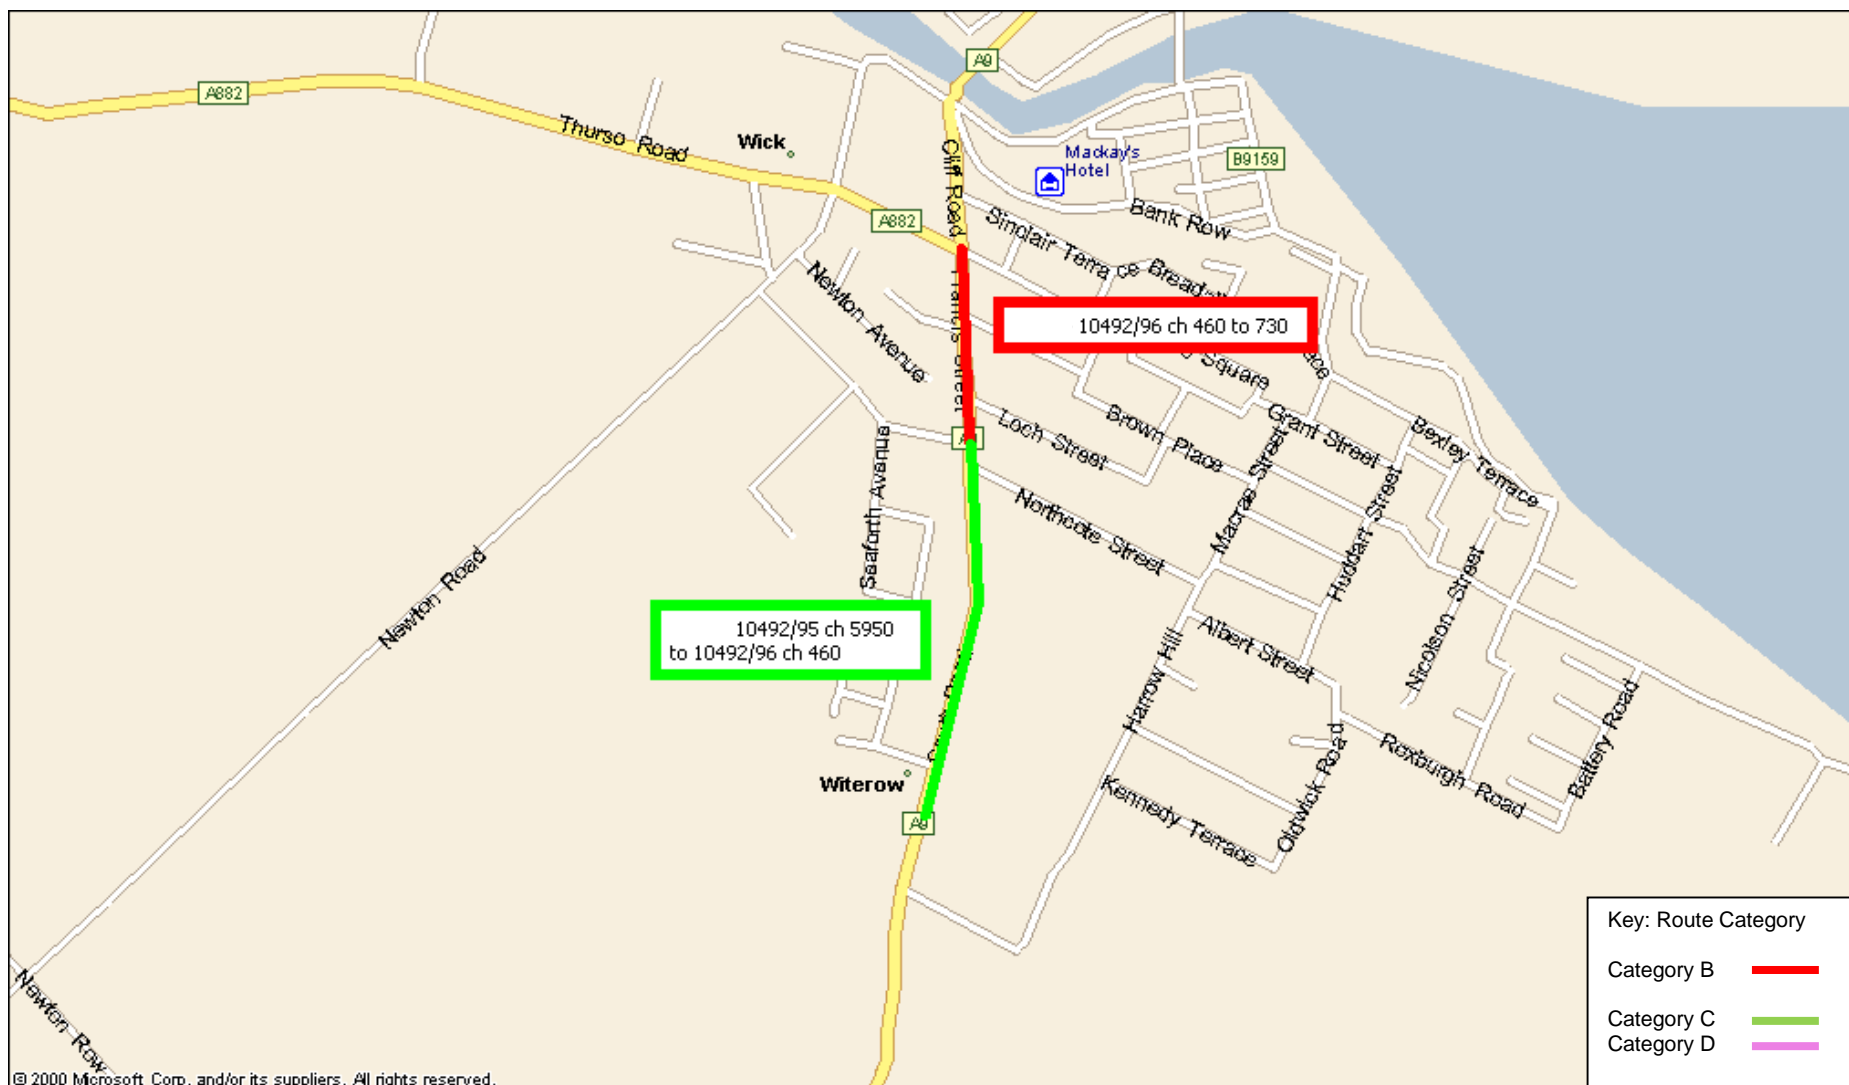 A9
A882
Thurso Road
Wick
Cliff Road
Mackay's
Hotel
B9159
A882
Bank Row
Sinclair Terrace
Newton Avenue
Francis Street
10492/96 ch 460 to 730
Square
Loch Street
Brown Place
Grant Street
Bexley Terrace
Macrae Street
Huddart Street
Northcote Street
Seaforth Avenue
Newton Road
Nicolson Street
10492/95 ch 5950
to 10492/96 ch 460
Albert Street
Harrow Hill
Witerow
A9
Kennedy Terrace
Oldwick Road
Roxburgh Road
Battery Road
Newton Row
Key: Route Category
Category B
Category C
Category D
© 2000 Microsoft Corp. and/or its suppliers. All rights reserved.